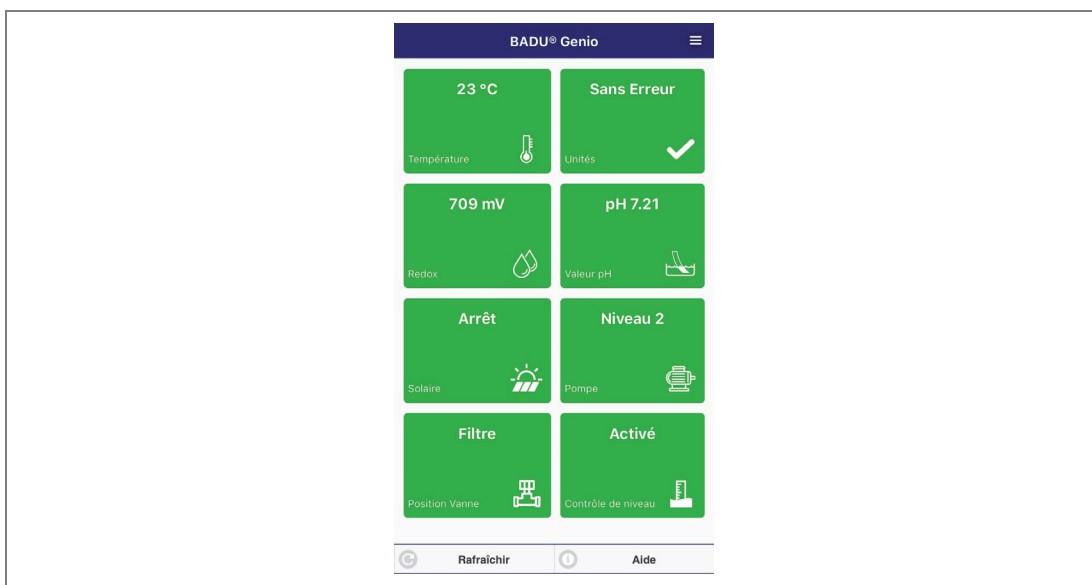 BADU® Genio
23 °C
Température
Sans Erreur
Unités
709 mV
Redox
pH 7.21
Valeur pH
Arrêt
Solaire
Niveau 2
Pompe
Filtre
Position Vanne
Activé
Contrôle de niveau
Rafraîchir
Aide